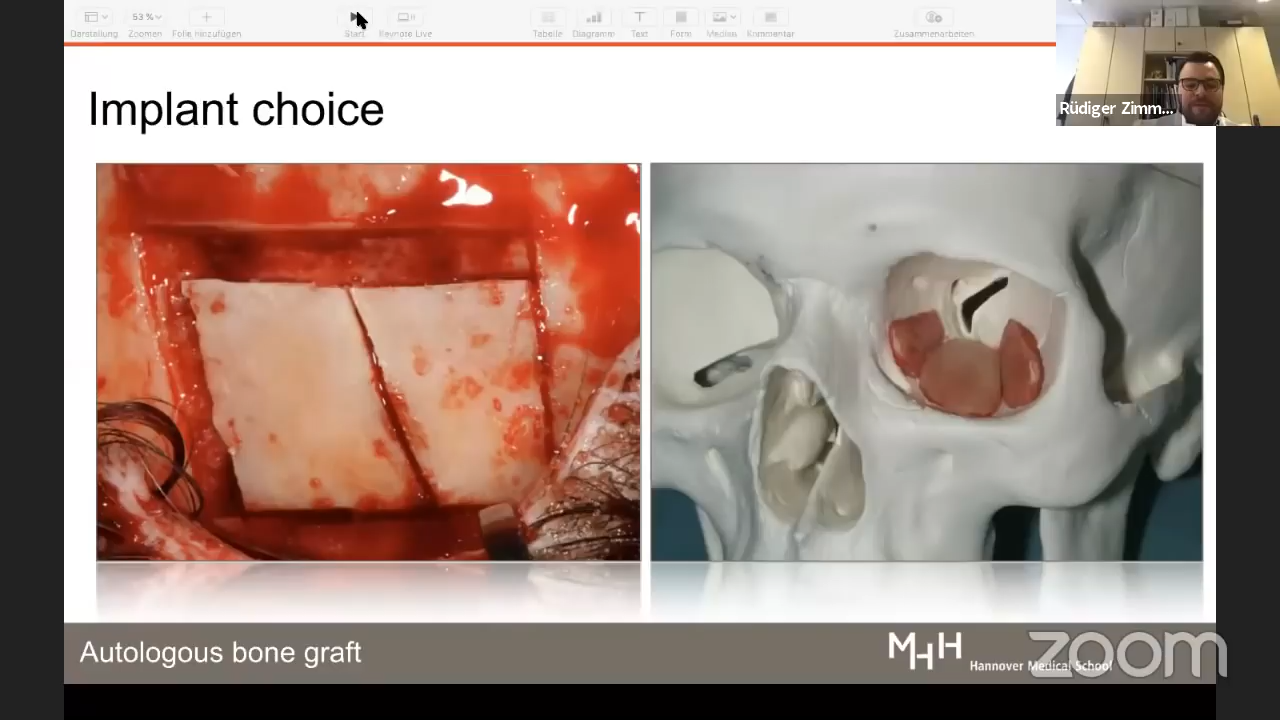 53 %
Darstellung Zoomen Folie hinzufügen Start Keynote Live Tabelle Diagramm Text Form Medien Kommentar Zusammenarbeiten
Rüdiger Zimm...
Implant choice
Autologous bone graft
MHH
Hannover Medical School
zoom